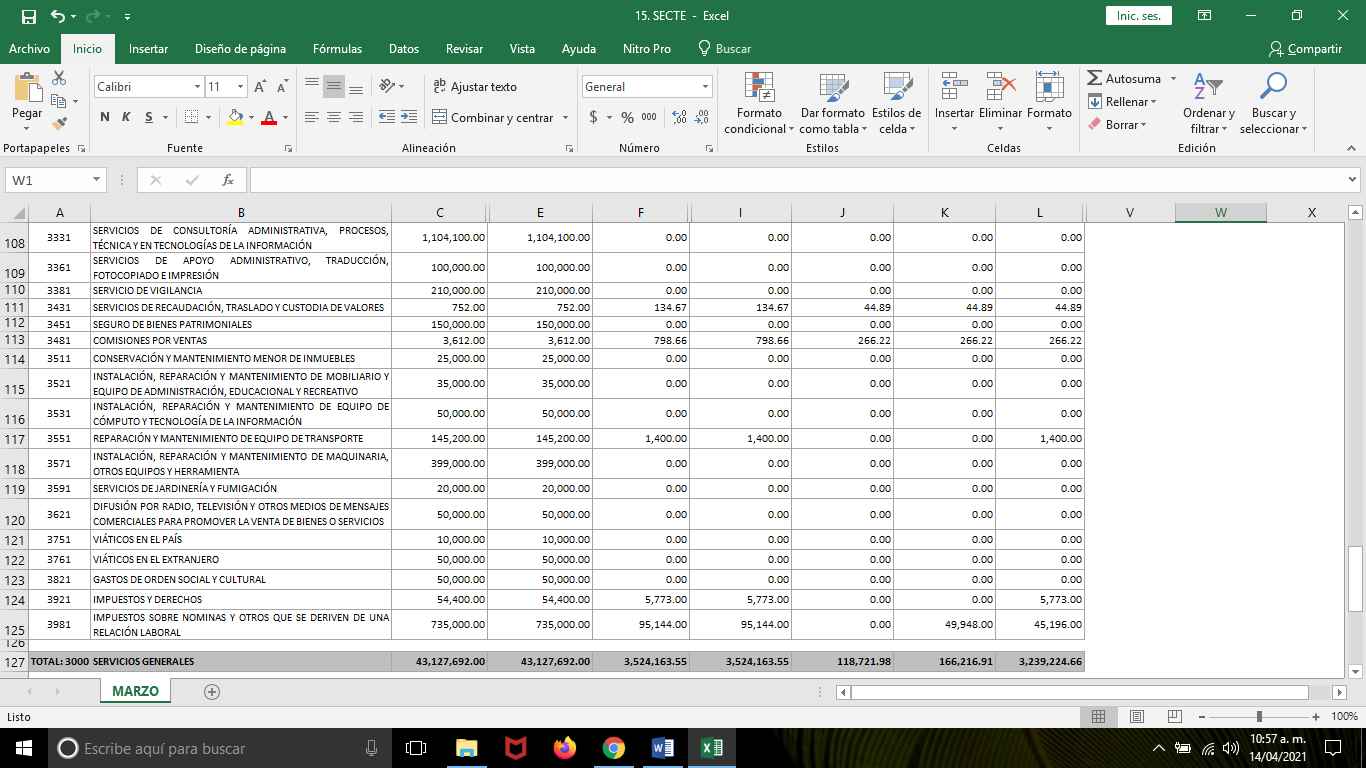 15. SECTE - Excel
Inic. ses.
Archivo Inicio Insertar Diseño de página Fórmulas Datos Revisar Vista Ayuda Nitro Pro Buscar Compartir
Pegar
Calibri 11 A A
N K S A
Ajustar texto
Combinar y centrar
General
$ % 000
Formato condicional
Dar formato como tabla
Estilos de celda
Insertar Eliminar Formato
Autosuma
Rellenar
Borrar
Ordenar y filtrar
Buscar y seleccionar
Portapapeles Fuente Alineación Número Estilos Celdas Edición
W1 fx
A B C E F I J K L V W X
108 3331 SERVICIOS DE CONSULTORÍA ADMINISTRATIVA, PROCESOS,
TÉCNICA Y EN TECNOLOGÍAS DE LA INFORMACIÓN 1,104,100.00 1,104,100.00 0.00 0.00 0.00 0.00 0.00
109 3361 SERVICIOS DE APOYO ADMINISTRATIVO, TRADUCCIÓN,
FOTOCOPIADO E IMPRESIÓN 100,000.00 100,000.00 0.00 0.00 0.00 0.00 0.00
110 3381 SERVICIO DE VIGILANCIA 210,000.00 210,000.00 0.00 0.00 0.00 0.00 0.00
111 3431 SERVICIOS DE RECAUDACIÓN, TRASLADO Y CUSTODIA DE VALORES 752.00 752.00 134.67 134.67 44.89 44.89 44.89
112 3451 SEGURO DE BIENES PATRIMONIALES 150,000.00 150,000.00 0.00 0.00 0.00 0.00 0.00
113 3481 COMISIONES POR VENTAS 3,612.00 3,612.00 798.66 798.66 266.22 266.22 266.22
114 3511 CONSERVACIÓN Y MANTENIMIENTO MENOR DE INMUEBLES 25,000.00 25,000.00 0.00 0.00 0.00 0.00 0.00
115 3521 INSTALACIÓN, REPARACIÓN Y MANTENIMIENTO DE MOBILIARIO Y
EQUIPO DE ADMINISTRACIÓN, EDUCACIONAL Y RECREATIVO 35,000.00 35,000.00 0.00 0.00 0.00 0.00 0.00
116 3531 INSTALACIÓN, REPARACIÓN Y MANTENIMIENTO DE EQUIPO DE
CÓMPUTO Y TECNOLOGÍA DE LA INFORMACIÓN 50,000.00 50,000.00 0.00 0.00 0.00 0.00 0.00
117 3551 REPARACIÓN Y MANTENIMIENTO DE EQUIPO DE TRANSPORTE 145,200.00 145,200.00 1,400.00 1,400.00 0.00 0.00 1,400.00
118 3571 INSTALACIÓN, REPARACIÓN Y MANTENIMIENTO DE MAQUINARIA,
OTROS EQUIPOS Y HERRAMIENTA 399,000.00 399,000.00 0.00 0.00 0.00 0.00 0.00
119 3591 SERVICIOS DE JARDINERÍA Y FUMIGACIÓN 20,000.00 20,000.00 0.00 0.00 0.00 0.00 0.00
120 3621 DIFUSIÓN POR RADIO, TELEVISIÓN Y OTROS MEDIOS DE MENSAJES
COMERCIALES PARA PROMOVER LA VENTA DE BIENES O SERVICIOS 50,000.00 50,000.00 0.00 0.00 0.00 0.00 0.00
121 3751 VIÁTICOS EN EL PAÍS 10,000.00 10,000.00 0.00 0.00 0.00 0.00 0.00
122 3761 VIÁTICOS EN EL EXTRANJERO 50,000.00 50,000.00 0.00 0.00 0.00 0.00 0.00
123 3821 GASTOS DE ORDEN SOCIAL Y CULTURAL 50,000.00 50,000.00 0.00 0.00 0.00 0.00 0.00
124 3921 IMPUESTOS Y DERECHOS 54,400.00 54,400.00 5,773.00 5,773.00 0.00 0.00 5,773.00
125 3981 IMPUESTOS SOBRE NOMINAS Y OTROS QUE SE DERIVEN DE UNA
RELACIÓN LABORAL 735,000.00 735,000.00 95,144.00 95,144.00 0.00 49,948.00 45,196.00
126
127 TOTAL: 3000 SERVICIOS GENERALES 43,127,692.00 43,127,692.00 3,524,163.55 3,524,163.55 118,721.98 166,216.91 3,239,224.66
MARZO
Listo 100%
Escribe aquí para buscar
10:57 a. m.
14/04/2021